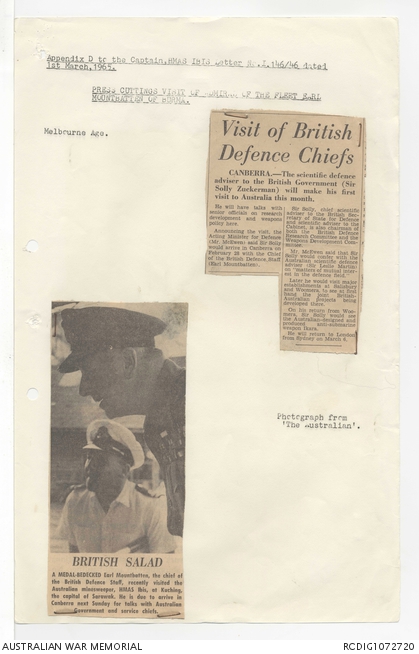 Appendix D to the Captain, HMAS IBIS Letter 146/46 dated
1st March, 1965.
PRESS CUTTINGS VISIT OF ADMIRAL OF THE FLEET EARL
MOUNTBATTEN OF BURMA.
Melbourne Age.
Visit of British
Defence Chiefs
CANBERRA.—The scientific defence
adviser to the British Government (Sir
Solly Zuckerman) will make his first
visit to Australia this month.
He will have talks with
senior officials on research
development and weapons
policy here.
Announcing the visit, the
Acting Minister for Defence
(Mr. McEwen) said Sir Solly
would arrive in Canberra on
February 28 with the Chief
of the British Defence Staff
(Earl Mountbatten).
Sir Solly, chief scientific
adviser to the British Sec-
retary of State for Defence
and scientific adviser to the
Cabinet, is also chairman of
both the British Defence
Research Committee and the
Weapons Development Com-
mittee.
Mr. McEwen said that Sir
Solly would confer with the
Australian scientific defence
adviser (Sir Leslie Martin)
on "matters of mutual inter-
est in the defence field."
Later he would visit major
establishments at Salisbury
and Woomera, to see at first
hand the joint British-
Australian projects being
developed there.
On his return from Woo-
mera, Sir Solly would see
the Australian-designed and
produced anti-submarine
weapon Ikara.
He will return to London
from Sydney on March 6.
Photograph from
'The Australian'.
BRITISH SALAD
A MEDAL-BEDECKED Earl Mountbatten, the chief of
the British Defence Staff, recently visited the
Australian minesweeper, HMAS Ibis, at Kuching,
the capital of Sarawak. He is due to arrive in
Canberra next Sunday for talks with Australian
Government and service chiefs.
AUSTRALIAN WAR MEMORIAL
RCDIG1072720